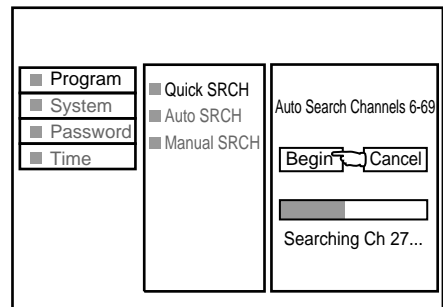 Program
System
Password
Time
Quick SRCH
Auto SRCH
Manual SRCH
Auto Search Channels 6-69
Begin
Cancel
Searching Ch 27...